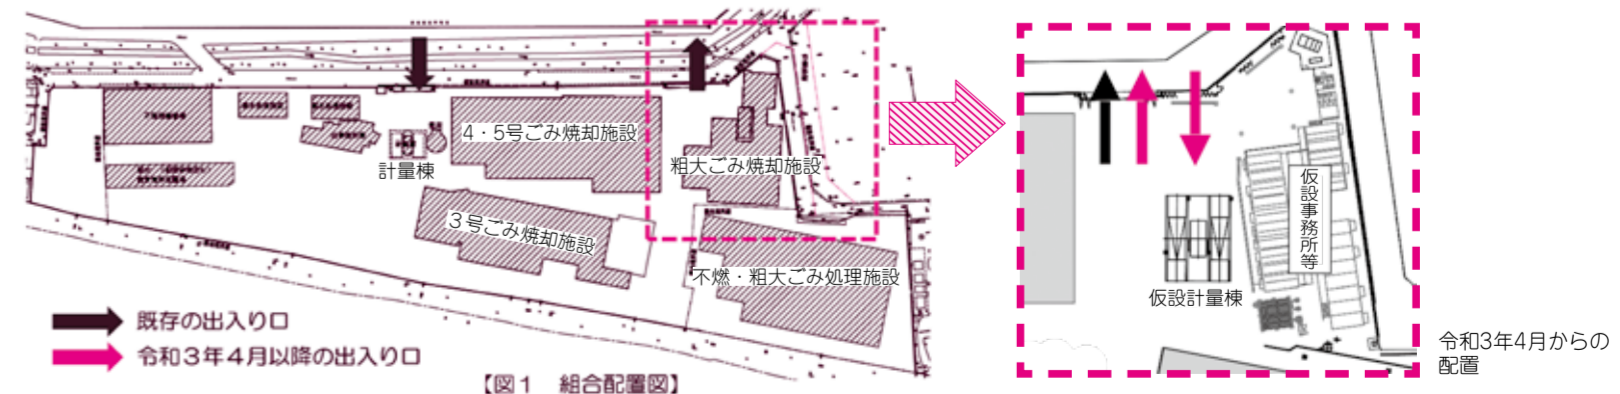 4・5号ごみ焼却施設
計量棟
粗大ごみ焼却施設
3号ごみ焼却施設
不燃・粗大ごみ処理施設
既存の出入り口
令和3年4月以降の出入り口
【図1 組合配置図】
仮設事務所等
仮設計量棟
令和3年4月からの
配置